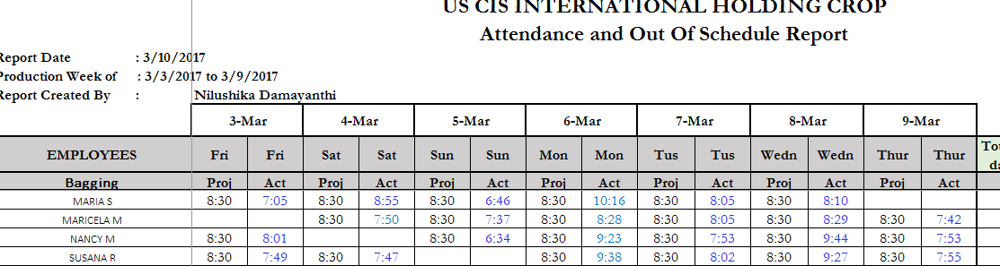 US CIS INTERNATIONAL HOLDING CROP
Attendance and Out Of Schedule Report
Report Date : 3/10/2017
Production Week of : 3/3/2017 to 3/9/2017
Report Created By : Nilushika Damayanthi
3-Mar 4-Mar 5-Mar 6-Mar 7-Mar 8-Mar 9-Mar
EMPLOYEES Fri Fri Sat Sat Sun Sun Mon Mon Tus Tus Wedn Wedn Thur Thur
Bagging Proj Act Proj Act Proj Act Proj Act Proj Act Proj Act Proj Act
MARIA S 8:30 7:05 8:30 8:55 8:30 6:46 8:30 10:16 8:30 8:05 8:30 8:10
MARICELA M 8:30 7:50 8:30 7:37 8:30 8:28 8:30 8:05 8:30 8:29 8:30 7:42
NANCY M 8:30 8:01 8:30 6:34 8:30 9:23 8:30 7:53 8:30 9:44 8:30 7:53
SUSANA R 8:30 7:49 8:30 7:47 8:30 9:38 8:30 8:02 8:30 9:27 8:30 7:55